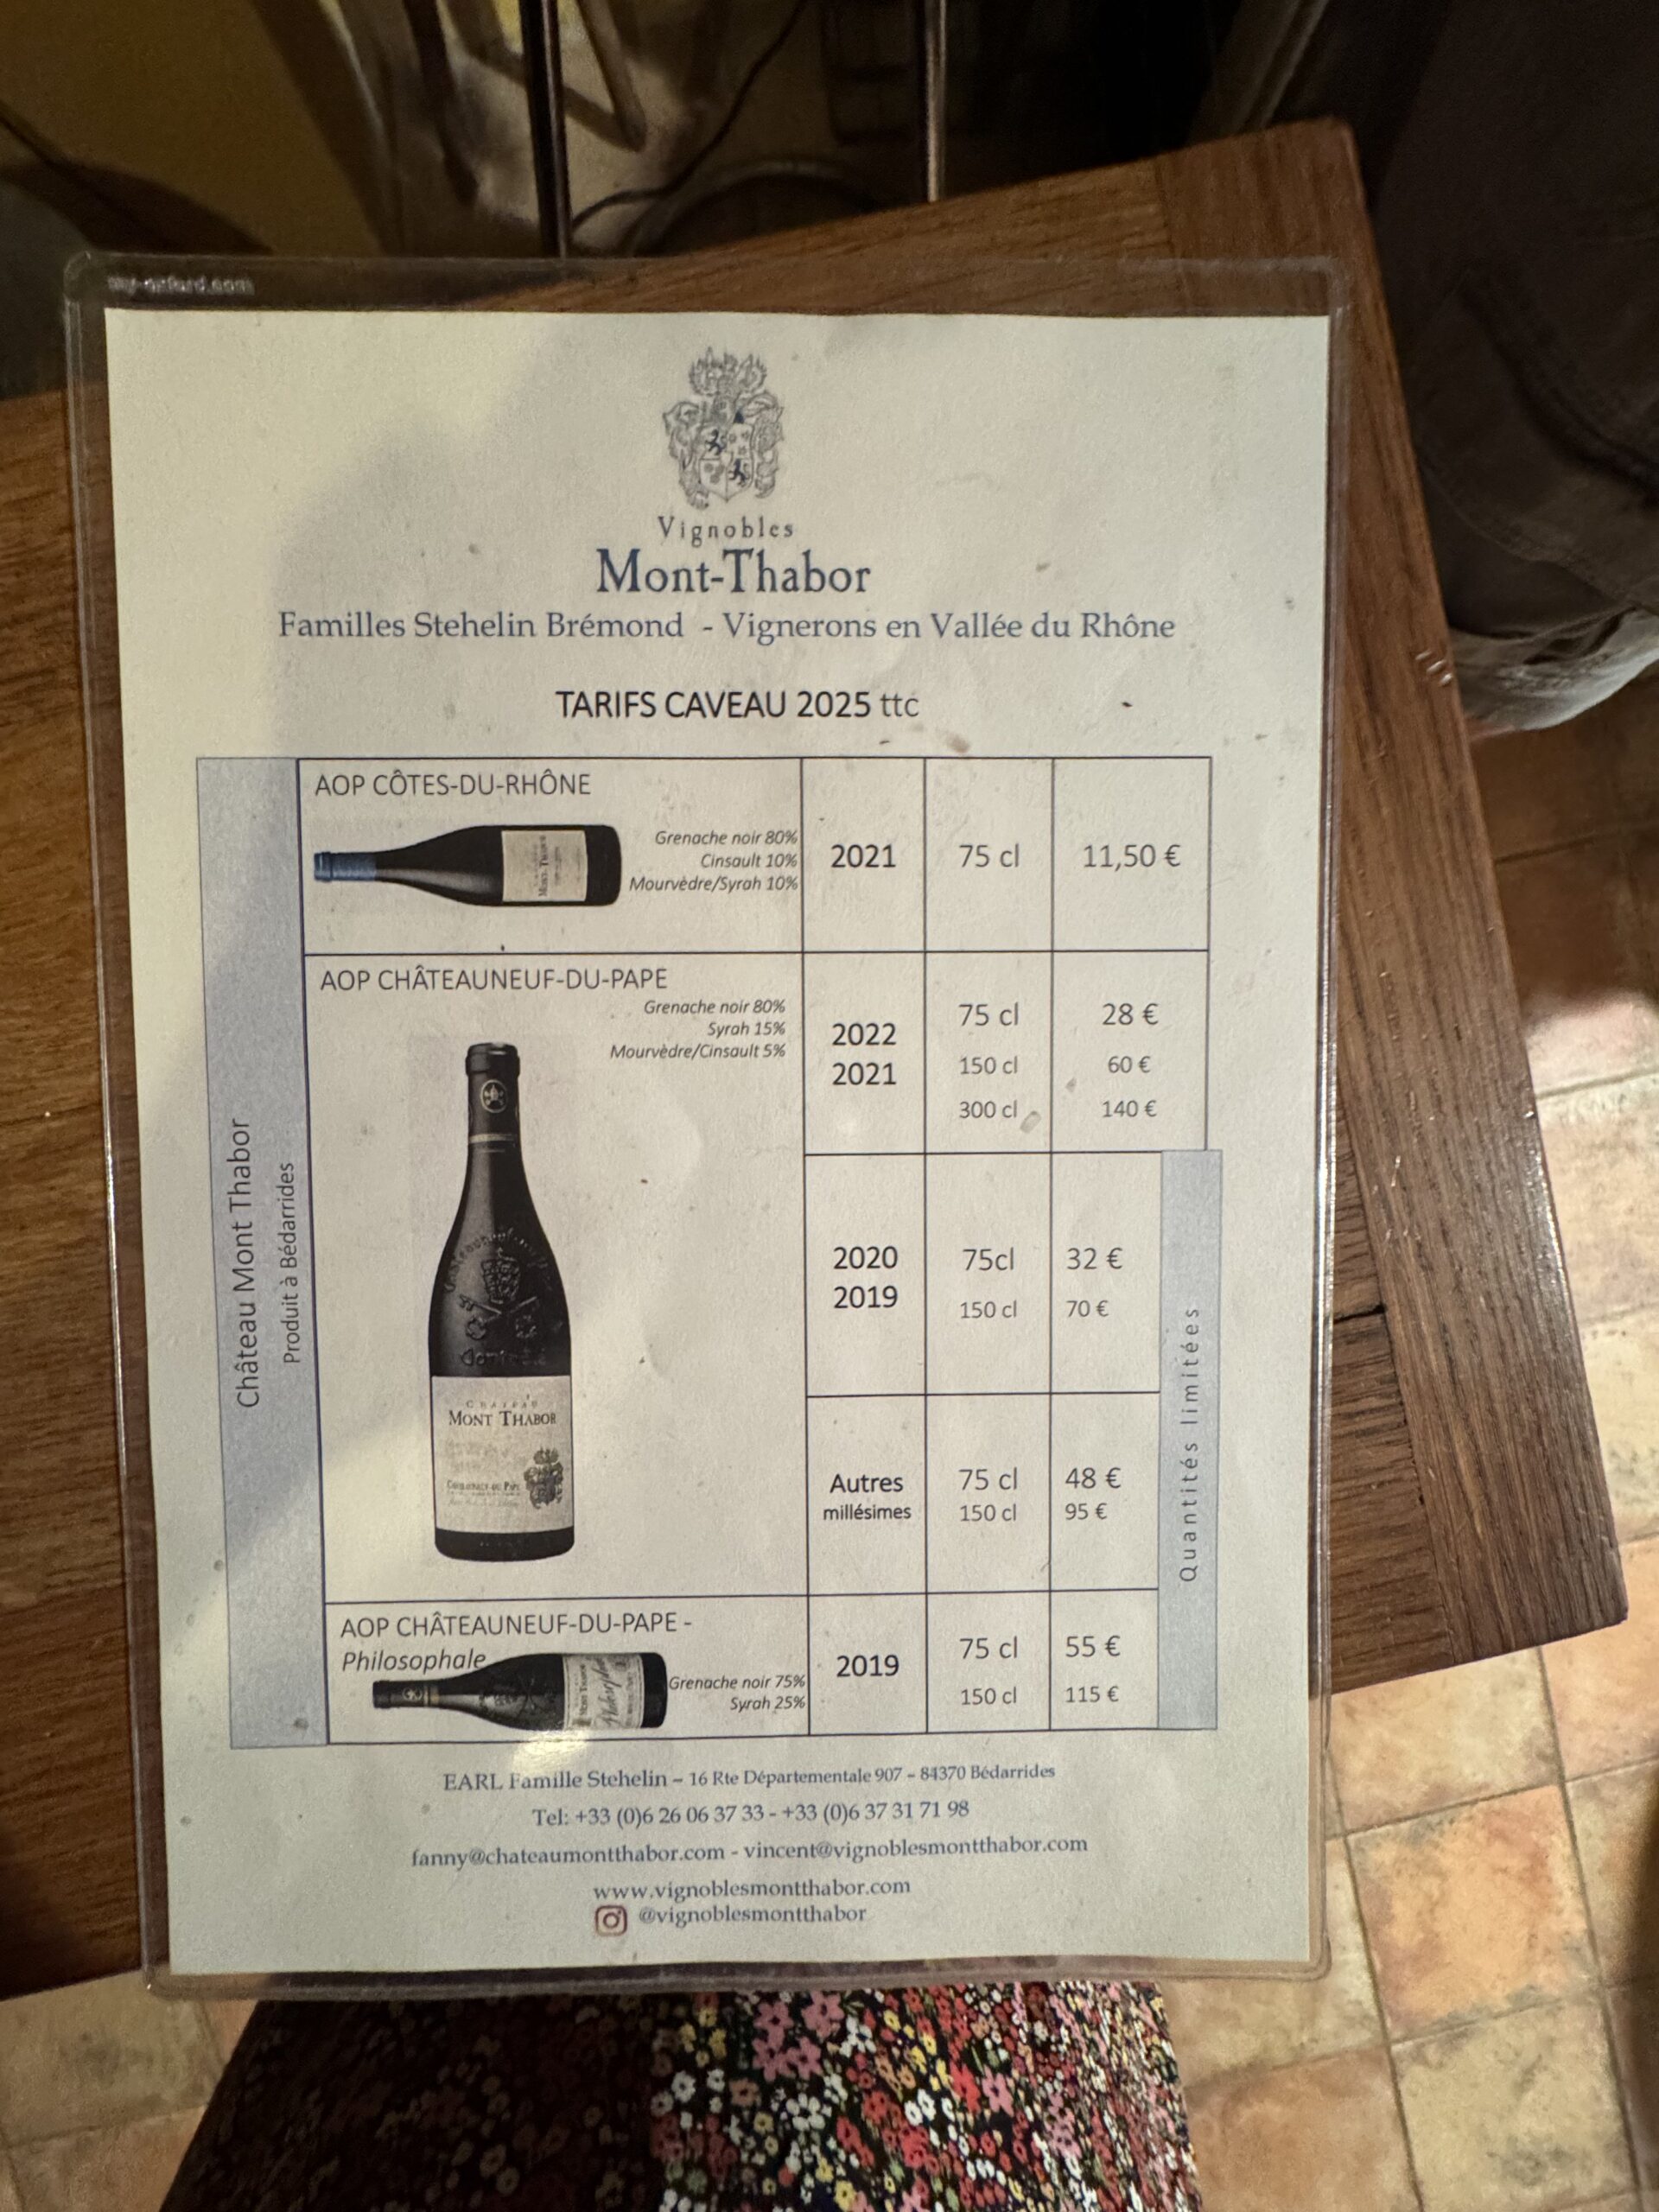 my-oxford.com
Vignobles
Mont-Thabor
Familles Stehelin Brémond - Vignerons en Vallée du Rhône
TARIFS CAVEAU 2025 ttc
Château Mont Thabor
Produit à Bédarrides
AOP CÔTES-DU-RHÔNE
Grenache noir 80%
Cinsault 10%
Mourvèdre/Syrah 10%
2021
75 cl
11,50 €
AOP CHÂTEAUNEUF-DU-PAPE
Grenache noir 80%
Syrah 15%
Mourvèdre/Cinsault 5%
CHATEAU
MONT THABOR
2022
2021
75 cl 28 €
150 cl 60 €
300 cl 140 €
2020
2019
75cl 32 €
150 cl 70 €
Autres
millésimes
75 cl 48 €
150 cl 95 €
Quantités limitées
AOP CHÂTEAUNEUF-DU-PAPE -
Philosophale
Grenache noir 75%
Syrah 25%
2019
75 cl 55 €
150 cl 115 €
EARL Famille Stehelin – 16 Rte Départementale 907 – 84370 Bédarrides
Tel: +33 (0)6 26 06 37 33 - +33 (0)6 37 31 71 98
fanny@chateaumontthabor.com - vincent@vignoblesmontthabor.com
www.vignoblesmontthabor.com
@vignoblesmontthabor